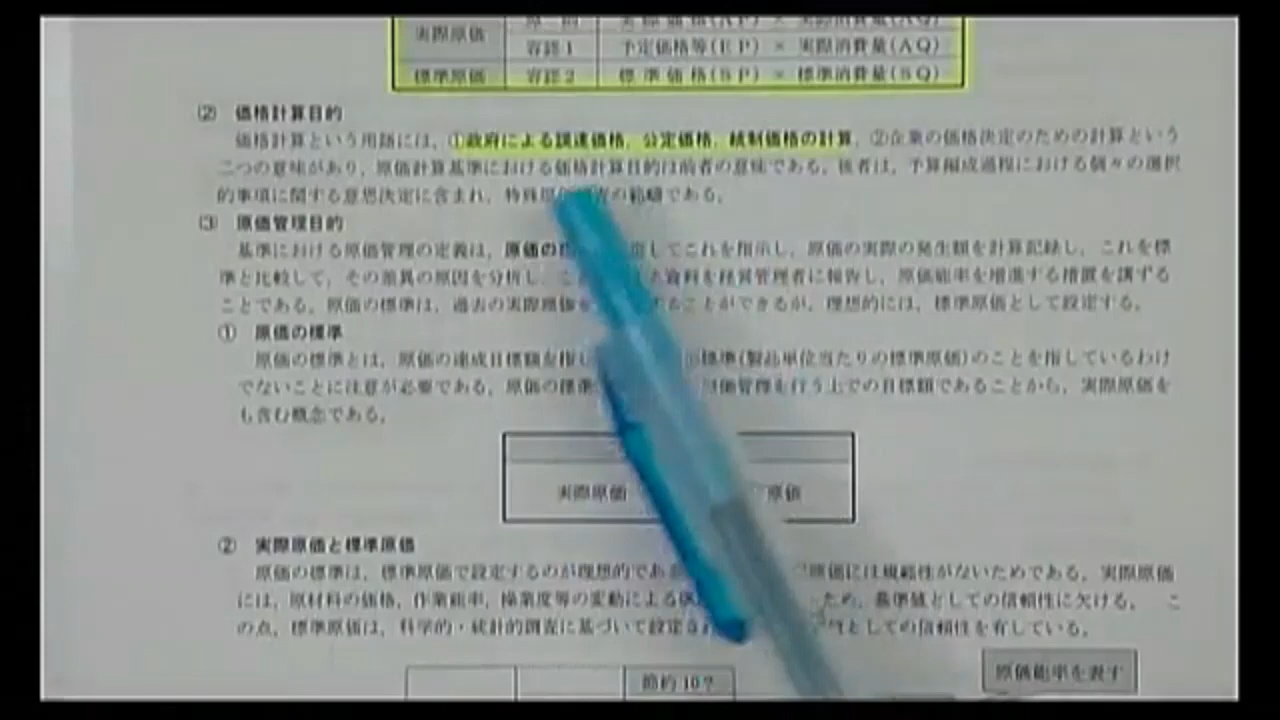 実際原価
原 則 実際価格(AP) × 実際消費量(AQ)
容認1 予定価格等(EP) × 実際消費量(AQ)
標準原価 容認2 標準価格(SP) × 標準消費量(SQ)
(2) 価格計算目的
価格計算という用語には、①政府による調達価格、公定価格、統制価格の計算、②企業の価格決定のための計算という
二つの意味があり、原価計算基準における価格計算目的は前者の意味である。後者は、予算編成過程における個々の選択
的事項に関する意思決定に含まれ、特殊原 の範疇である。
(3) 原価管理目的
基準における原価管理の定義は、原価の してこれを指示し、原価の実際の発生額を計算記録し、これを標
準と比較して、その差異の原因を分析し、こ 資料を経営管理者に報告し、原価能率を増進する措置を講ずる
ことである。原価の標準は、過去の実際原価を ることができるが、理想的には、標準原価として設定する。
① 原価の標準
原価の標準とは、原価の達成目標額を指し 標準(製品単位当たりの標準原価)のことを指しているわけ
でないことに注意が必要である。原価の標準 原価管理を行う上での目標額であることから、実際原価を
も含む概念である。
実際原価 原価
② 実際原価と標準原価
原価の標準は、標準原価で設定するのが理想的であ 原価には規範性がないためである。実際原価
には、原材料の価格、作業能率、操業度等の変動による ため、基準値としての信頼性に欠ける。 こ
の点、標準原価は、科学的・統計的調査に基づいて設定さ 性としての信頼性を有している。
節約10? 原価能率を表す